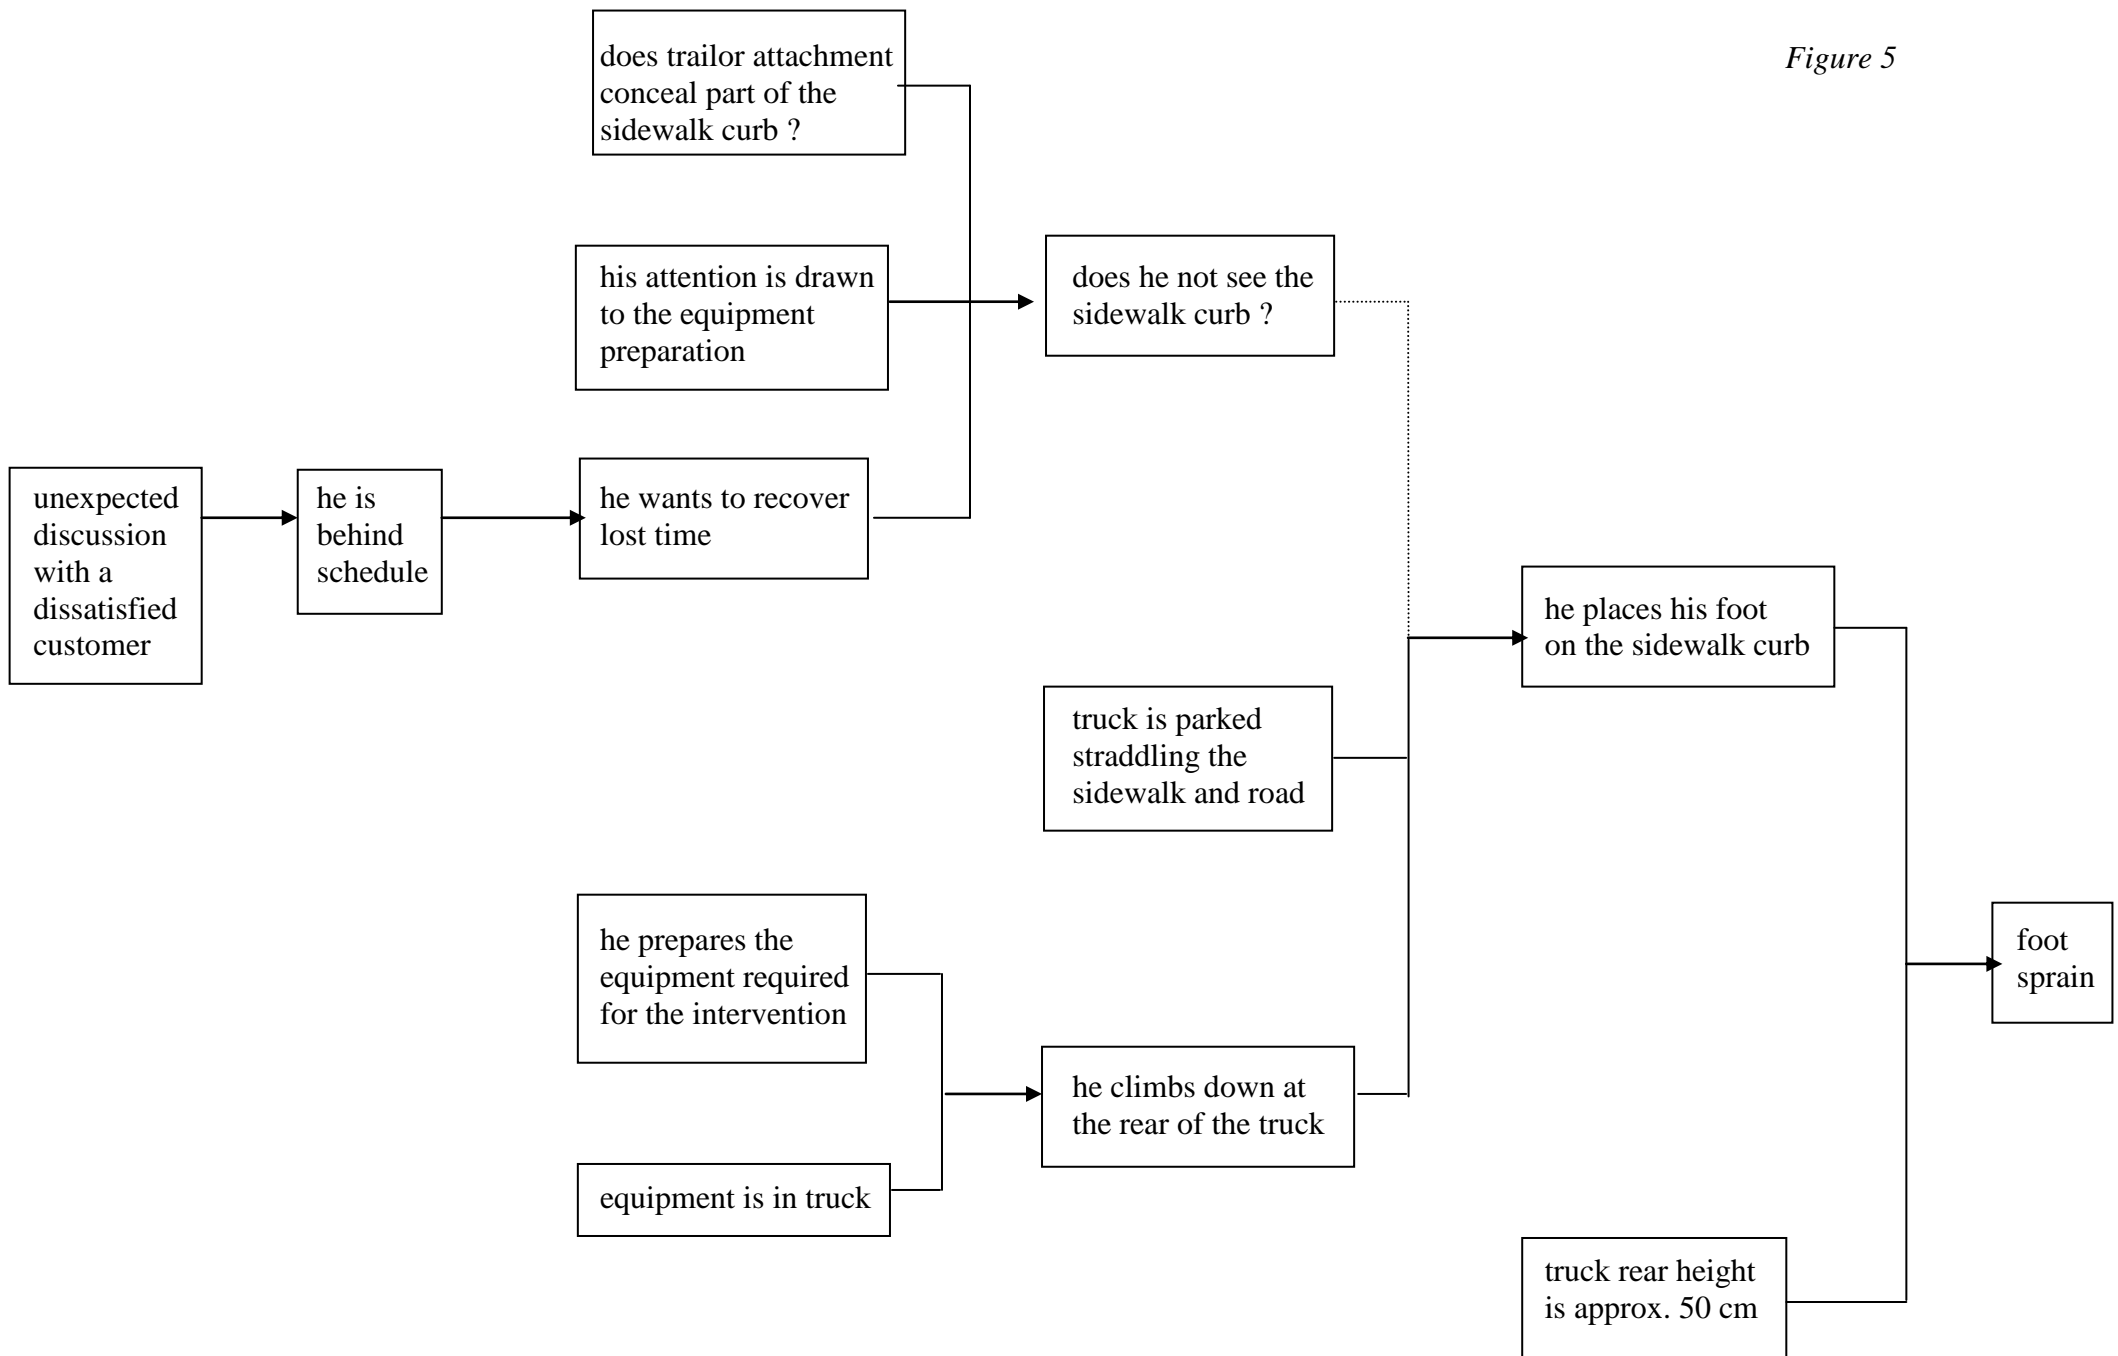 Figure 5
does trailor attachment
conceal part of the
sidewalk curb ?
his attention is drawn
to the equipment
preparation
does he not see the
sidewalk curb ?
unexpected
discussion
with a
dissatisfied
customer
he is
behind
schedule
he wants to recover
lost time
he places his foot
on the sidewalk curb
truck is parked
straddling the
sidewalk and road
he prepares the
equipment required
for the intervention
foot
sprain
he climbs down at
the rear of the truck
equipment is in truck
truck rear height
is approx. 50 cm